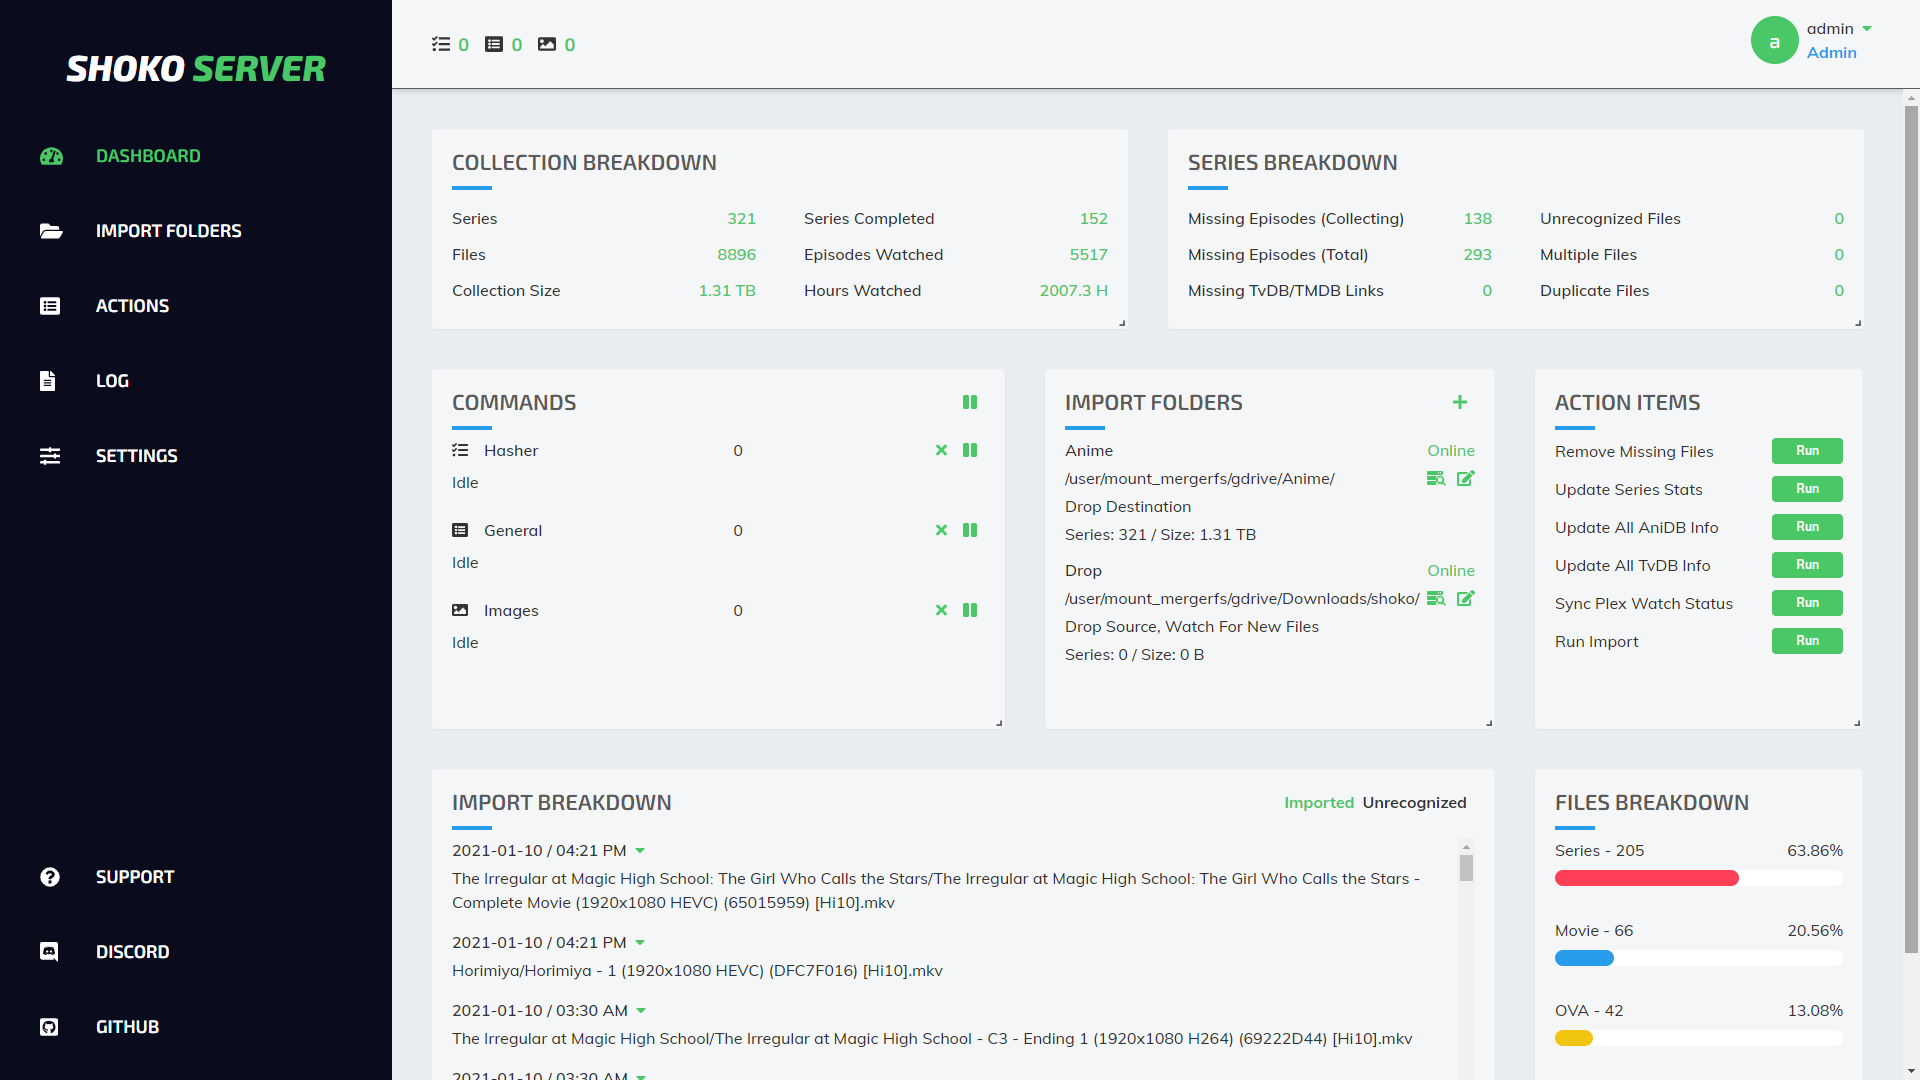 SHOKO SERVER
DASHBOARD
IMPORT FOLDERS
ACTIONS
LOG
SETTINGS
SUPPORT
DISCORD
GITHUB
0 0 0
a
admin
Admin
COLLECTION BREAKDOWN
Series 321 Series Completed 152
Files 8896 Episodes Watched 5517
Collection Size 1.31 TB Hours Watched 2007.3 H
SERIES BREAKDOWN
Missing Episodes (Collecting) 138 Unrecognized Files 0
Missing Episodes (Total) 293 Multiple Files 0
Missing TvDB/TMDB Links 0 Duplicate Files 0
COMMANDS
Hasher 0
Idle
General 0
Idle
Images 0
Idle
IMPORT FOLDERS
Anime Online
/user/mount_mergerfs/gdrive/Anime/
Drop Destination
Series: 321 / Size: 1.31 TB
Drop Online
/user/mount_mergerfs/gdrive/Downloads/shoko/
Drop Source, Watch For New Files
Series: 0 / Size: 0 B
ACTION ITEMS
Remove Missing Files Run
Update Series Stats Run
Update All AniDB Info Run
Update All TvDB Info Run
Sync Plex Watch Status Run
Run Import Run
IMPORT BREAKDOWN Imported Unrecognized
2021-01-10 / 04:21 PM
The Irregular at Magic High School: The Girl Who Calls the Stars/The Irregular at Magic High School: The Girl Who Calls the Stars -
Complete Movie (1920x1080 HEVC) (65015959) [Hi10].mkv
2021-01-10 / 04:21 PM
Horimiya/Horimiya - 1 (1920x1080 HEVC) (DFC7F016) [Hi10].mkv
2021-01-10 / 03:30 AM
The Irregular at Magic High School/The Irregular at Magic High School - C3 - Ending 1 (1920x1080 H264) (69222D44) [Hi10].mkv
2021-01-10 / 03:30 AM
FILES BREAKDOWN
Series - 205 63.86%
Movie - 66 20.56%
OVA - 42 13.08%